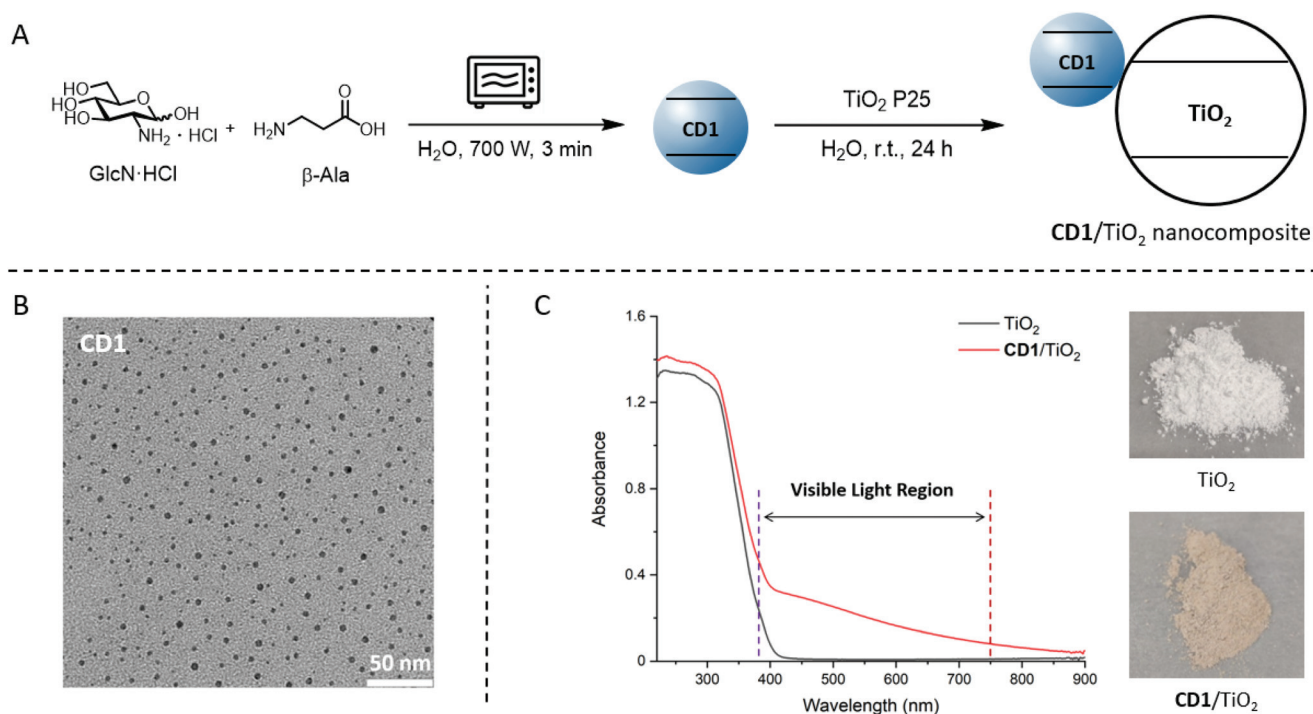 A
HO
HO
HO
O
OH
NH₂ · HCl
+
GlcN·HCl
H₂N
O
OH
β-Ala
H₂O, 700 W, 3 min
CD1
TiO₂ P25
H₂O, r.t., 24 h
CD1
TiO₂
CD1/TiO₂ nanocomposite
B
CD1
50 nm
C
1.6
1.2
0.8
0.4
0
Absorbance
TiO₂
CD1/TiO₂
Visible Light Region
300 400 500 600 700 800 900
Wavelength (nm)
TiO₂
CD1/TiO₂